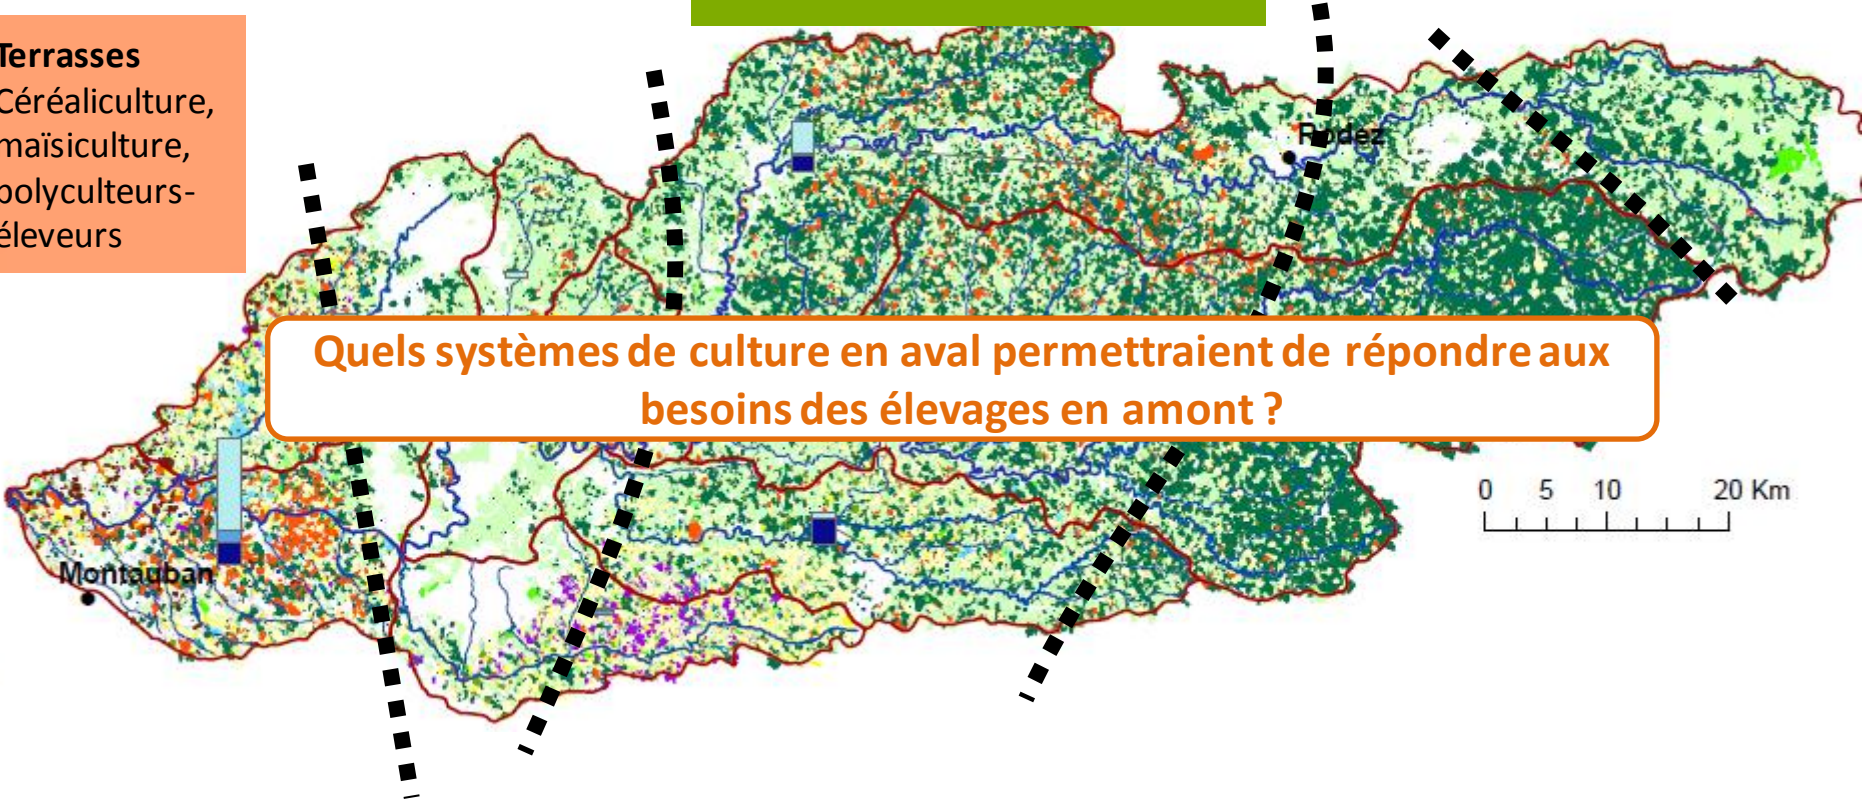 Terrasses
Céréaliculture,
maïsiculture,
polyculteurs-
éleveurs
Rodez
Quels systèmes de culture en aval permettraient de répondre aux
besoins des élevages en amont ?
0 5 10 20 Km
Montauban